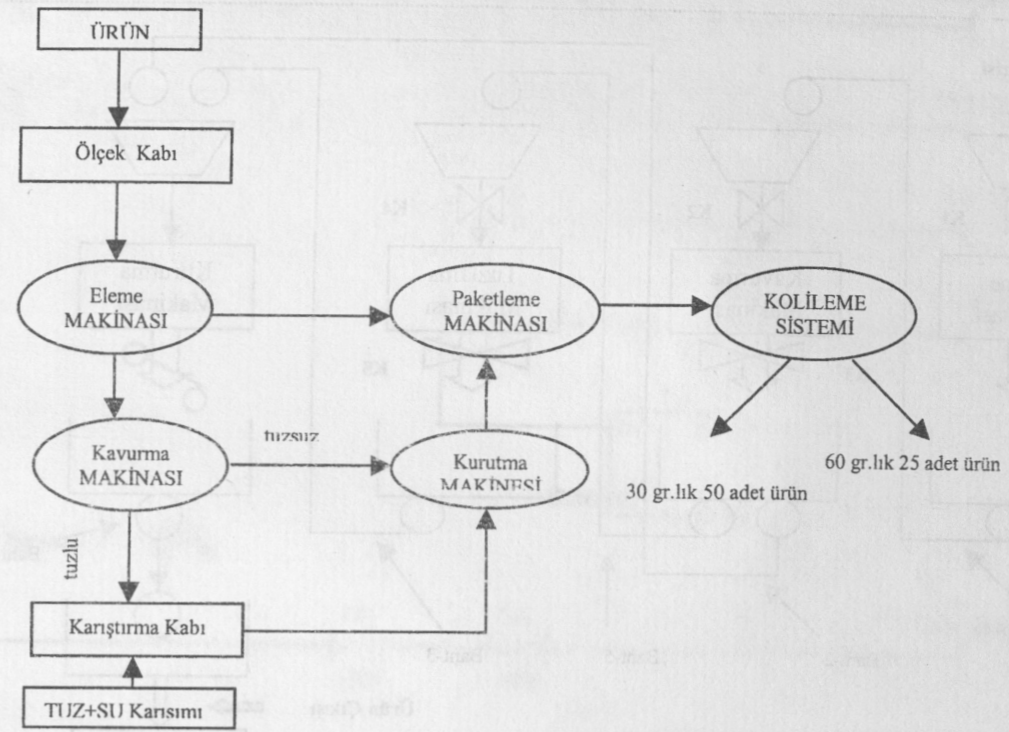 ÜRÜN
Ölçek Kabı
Eleme
MAKİNASI
Paketleme
MAKİNASI
KOLİLEME
SİSTEMİ
Kavurma
MAKİNASI
tuzsuz
Kurutma
MAKİNESİ
60 gr.lık 25 adet ürün
30 gr.lık 50 adet ürün
tuzlu
Karıştırma Kabı
TUZ+SU Karışımı